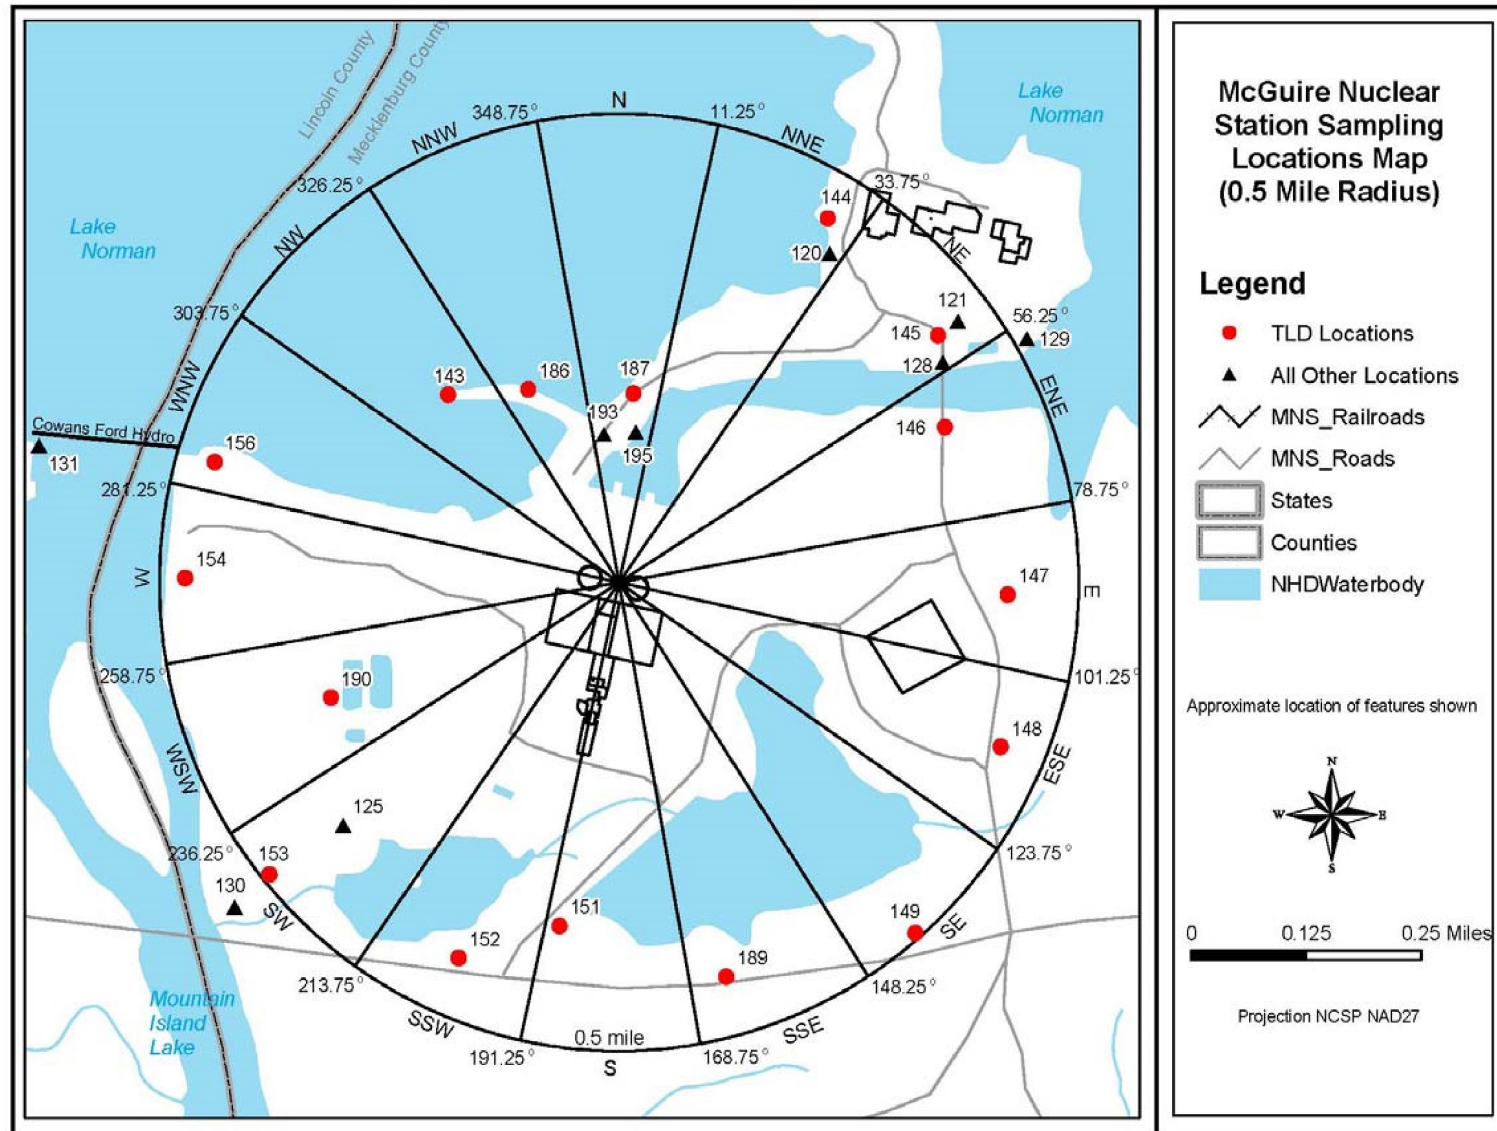 Lincoln County
Mecklenburg County
Lake
Norman
N
348.75°
11.25°
NNW
NNE
Lake
Norman
326.25°
33.75°
144
NW
120
NE
303.75°
121
56.25°
145
129
128
143
186
187
ENE
WNW
193
Cowans Ford Hydro
156
195
146
131
281.25°
78.75°
154
147
W
E
258.75°
190
101.25°
148
WSW
ESE
125
236.25°
153
123.75°
130
SW
151
149
SE
152
189
213.75°
148.25°
Mountain
Island
Lake
SSW
SSE
0.5 mile
191.25°
168.75°
S
McGuire Nuclear
Station Sampling
Locations Map
(0.5 Mile Radius)
Legend
TLD Locations
All Other Locations
MNS_Railroads
MNS_Roads
States
Counties
NHDWaterbody
Approximate location of features shown
N
W E
S
0 0.125 0.25 Miles
Projection NCSP NAD27